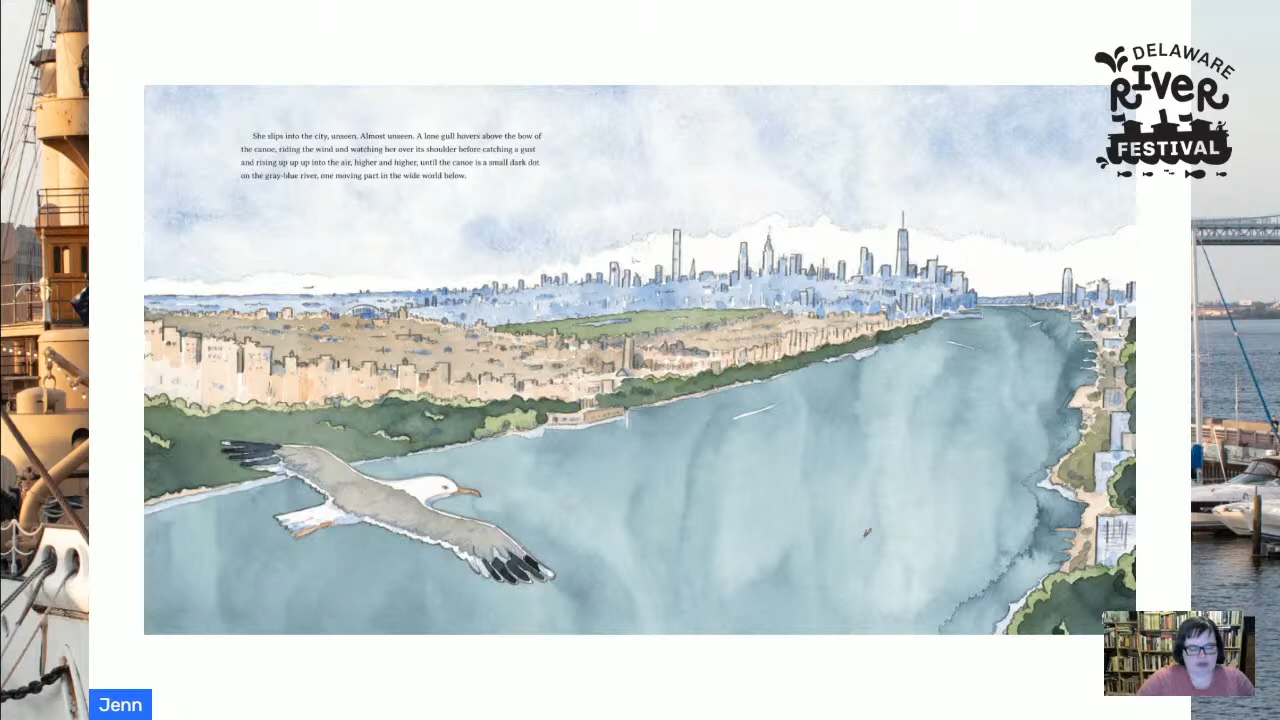 DELAWARE
RIVER
FESTIVAL
She slips into the city, unseen. Almost unseen. A lone gull hovers above the bow of
the canoe, riding the wind and watching her over its shoulder before catching a gust
and rising up up up into the air, higher and higher, until the canoe is a small dark dot
on the gray-blue river, one moving part in the wide world below.
Jenn